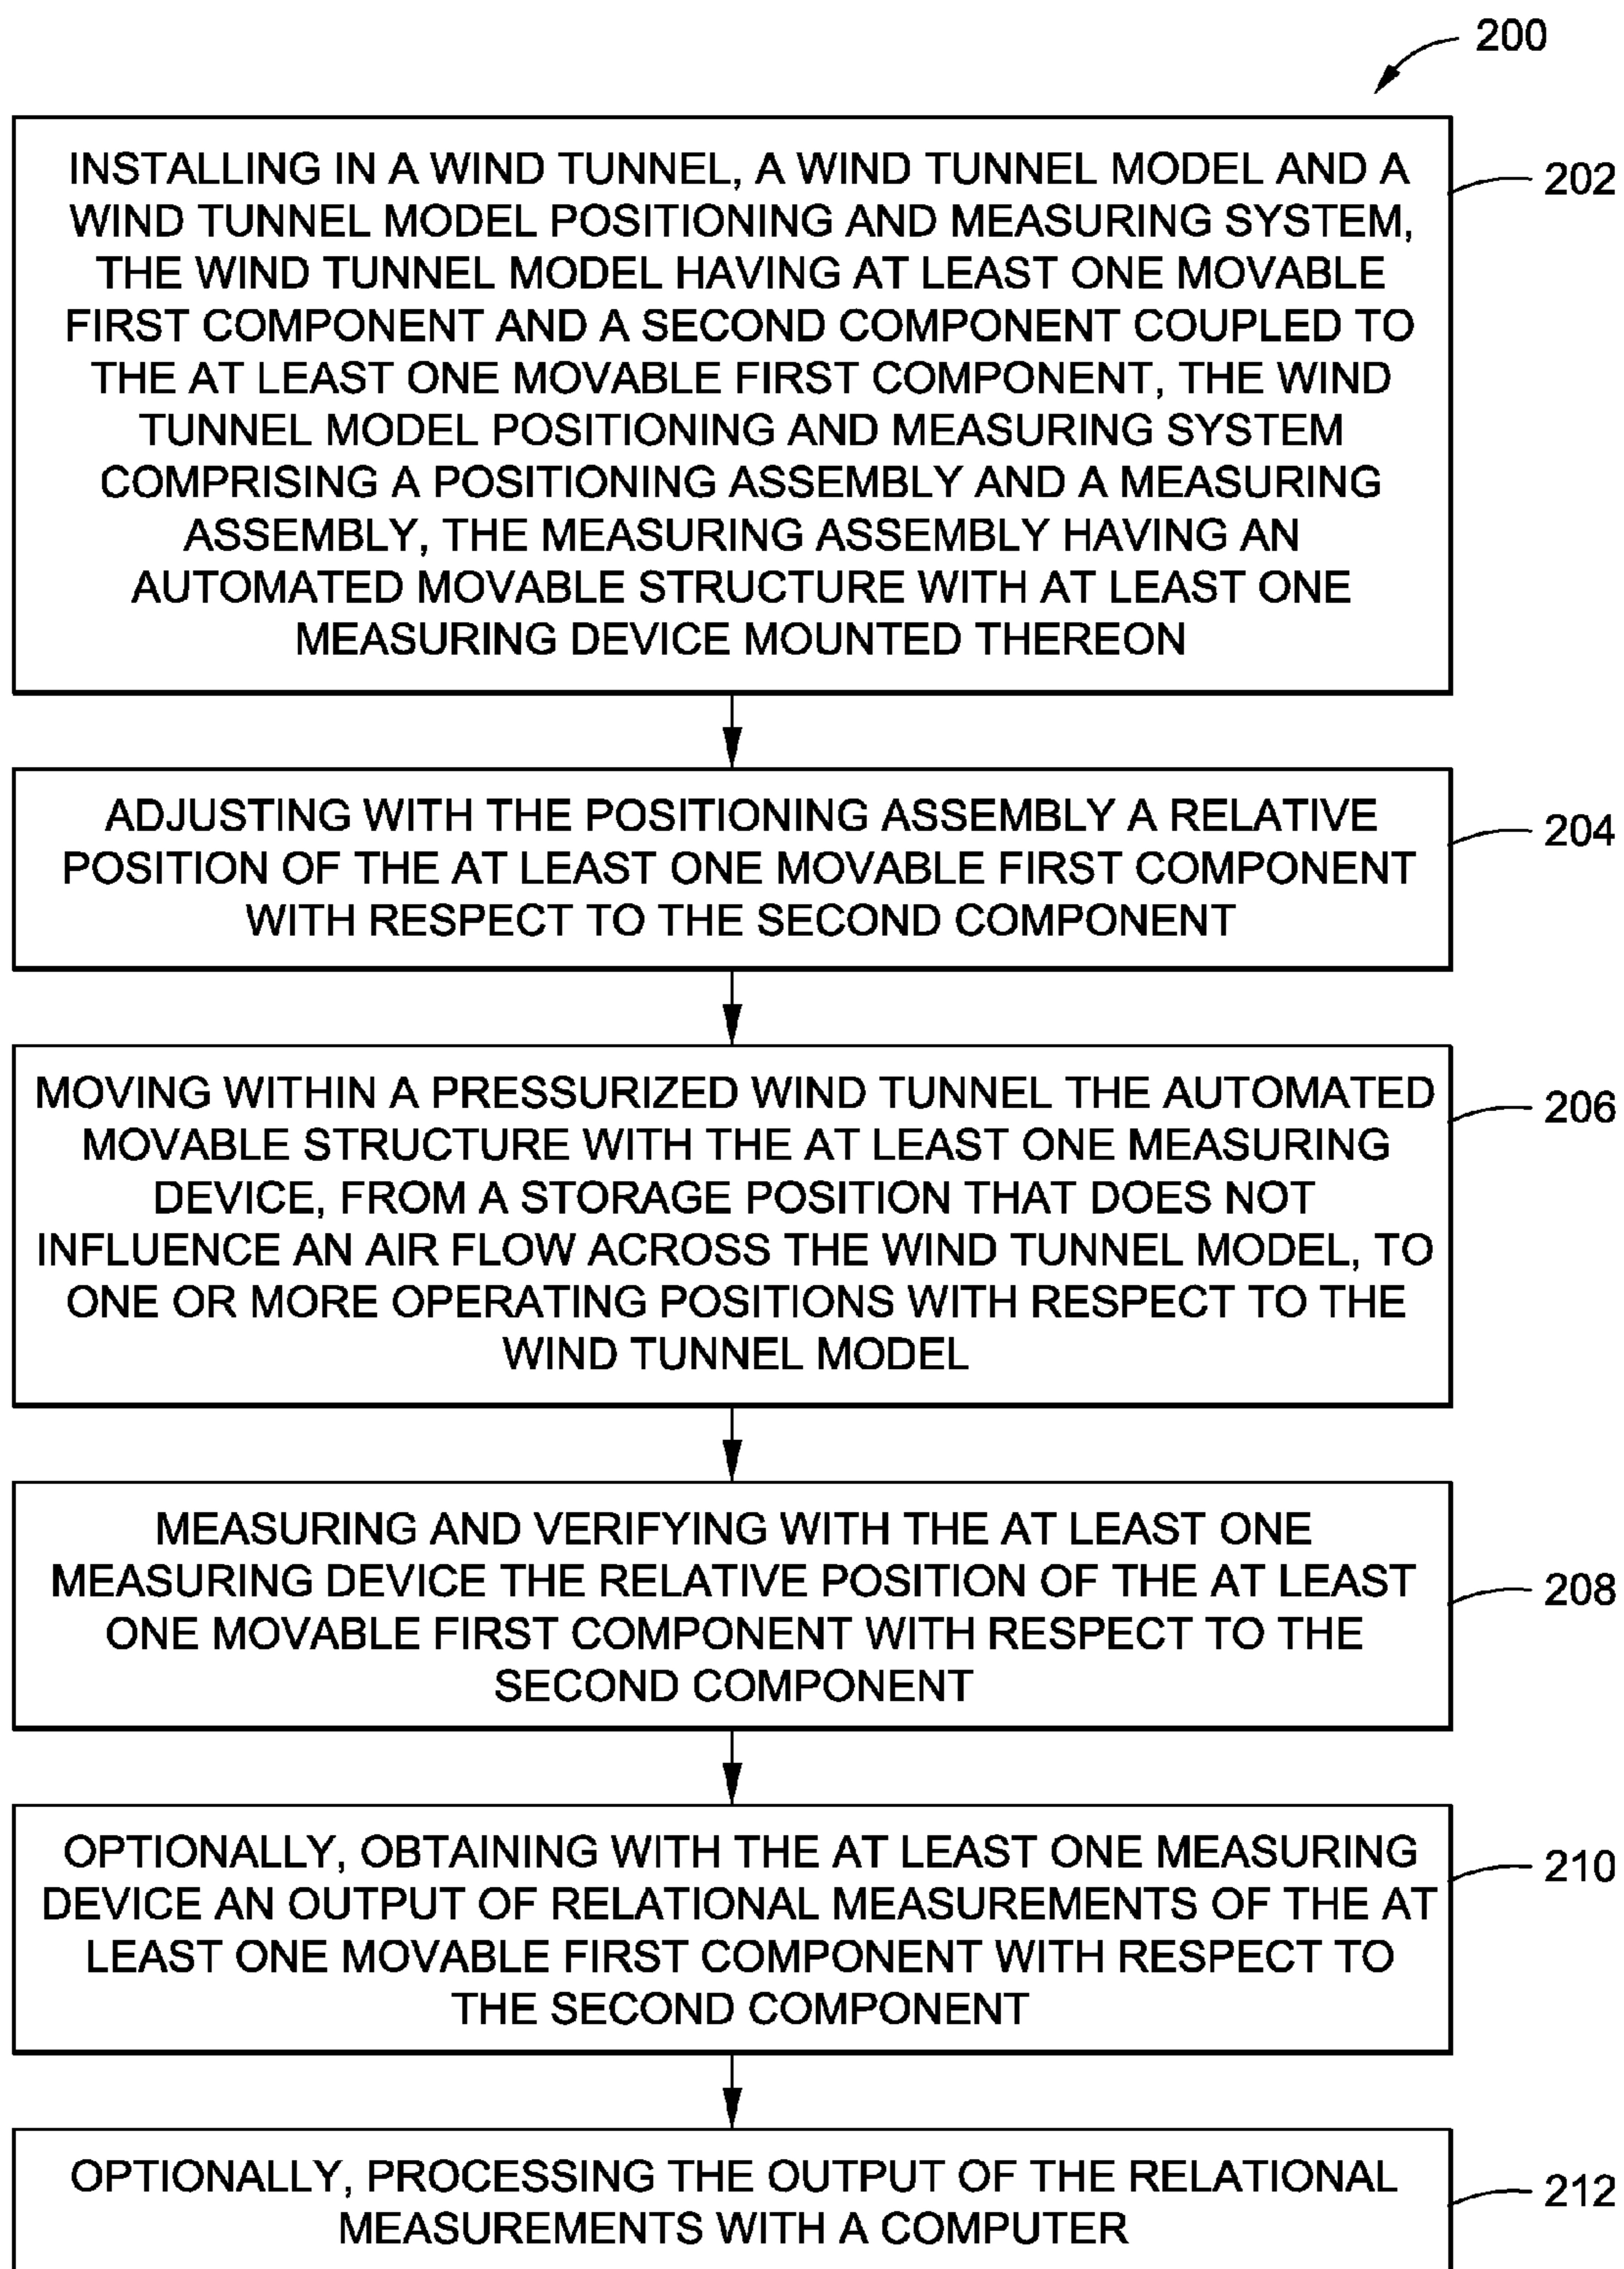 200
INSTALLING IN A WIND TUNNEL, A WIND TUNNEL MODEL AND A
WIND TUNNEL MODEL POSITIONING AND MEASURING SYSTEM,
THE WIND TUNNEL MODEL HAVING AT LEAST ONE MOVABLE
FIRST COMPONENT AND A SECOND COMPONENT COUPLED TO
THE AT LEAST ONE MOVABLE FIRST COMPONENT, THE WIND
TUNNEL MODEL POSITIONING AND MEASURING SYSTEM
COMPRISING A POSITIONING ASSEMBLY AND A MEASURING
ASSEMBLY, THE MEASURING ASSEMBLY HAVING AN
AUTOMATED MOVABLE STRUCTURE WITH AT LEAST ONE
MEASURING DEVICE MOUNTED THEREON
202
ADJUSTING WITH THE POSITIONING ASSEMBLY A RELATIVE
POSITION OF THE AT LEAST ONE MOVABLE FIRST COMPONENT
WITH RESPECT TO THE SECOND COMPONENT
204
MOVING WITHIN A PRESSURIZED WIND TUNNEL THE AUTOMATED
MOVABLE STRUCTURE WITH THE AT LEAST ONE MEASURING
DEVICE, FROM A STORAGE POSITION THAT DOES NOT
INFLUENCE AN AIR FLOW ACROSS THE WIND TUNNEL MODEL, TO
ONE OR MORE OPERATING POSITIONS WITH RESPECT TO THE
WIND TUNNEL MODEL
206
MEASURING AND VERIFYING WITH THE AT LEAST ONE
MEASURING DEVICE THE RELATIVE POSITION OF THE AT LEAST
ONE MOVABLE FIRST COMPONENT WITH RESPECT TO THE
SECOND COMPONENT
208
OPTIONALLY, OBTAINING WITH THE AT LEAST ONE MEASURING
DEVICE AN OUTPUT OF RELATIONAL MEASUREMENTS OF THE AT
LEAST ONE MOVABLE FIRST COMPONENT WITH RESPECT TO
THE SECOND COMPONENT
210
OPTIONALLY, PROCESSING THE OUTPUT OF THE RELATIONAL
MEASUREMENTS WITH A COMPUTER
212